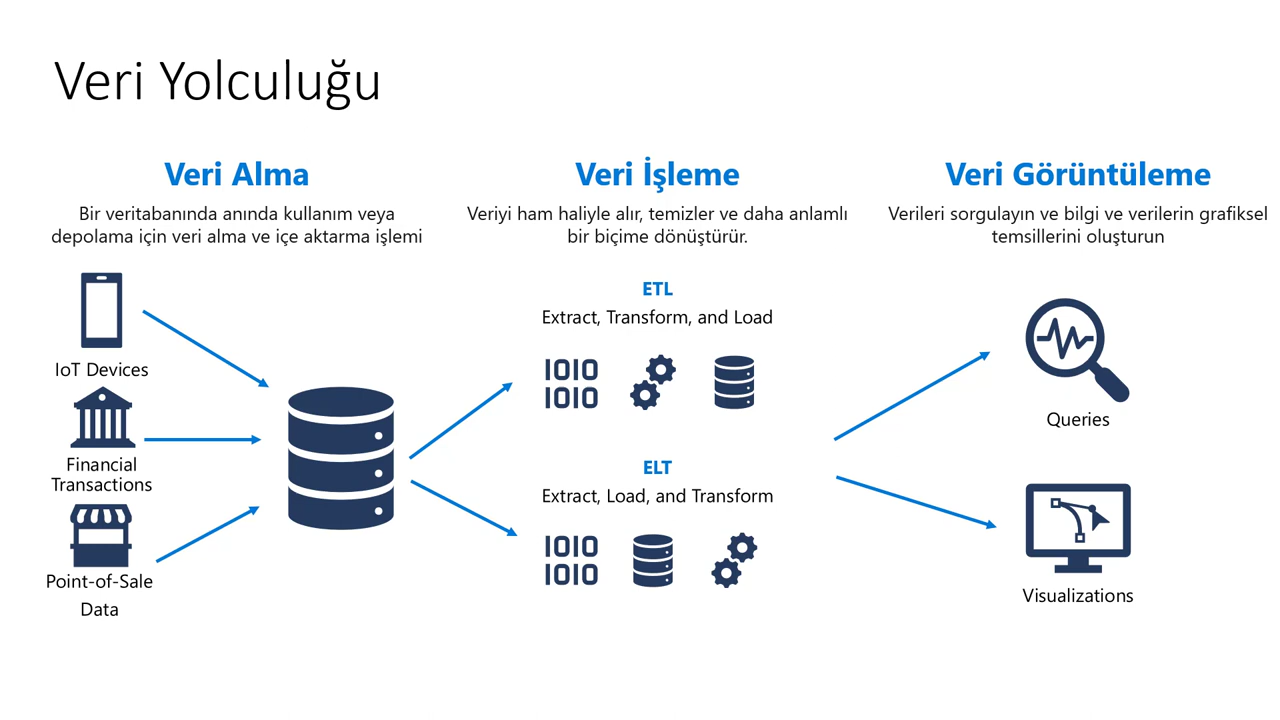 Veri Yolculuğu
Veri Alma
Bir veritabanında anında kullanım veya
depolama için veri alma ve içe aktarma işlemi
IoT Devices
Financial
Transactions
Point-of-Sale
Data
Veri İşleme
Veriyi ham haliyle alır, temizler ve daha anlamlı
bir biçime dönüştürür.
ETL
Extract, Transform, and Load
1010
1010
ELT
Extract, Load, and Transform
1010
1010
Veri Görüntüleme
Verileri sorgulayın ve bilgi ve verilerin grafiksel
temsillerini oluşturun
Queries
Visualizations